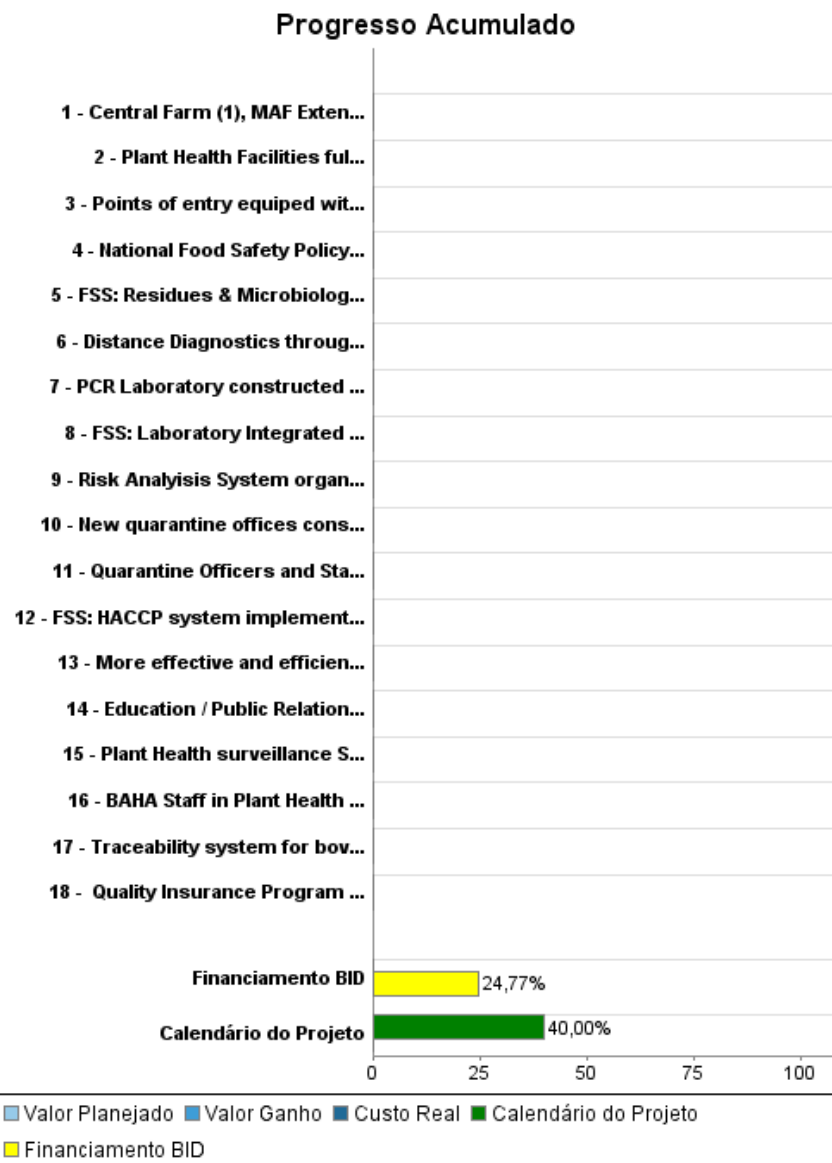 Progresso Acumulado
1 - Central Farm (1), MAF Exten...
2 - Plant Health Facilities ful...
3 - Points of entry equiped wit...
4 - National Food Safety Policy...
5 - FSS: Residues & Microbiolog...
6 - Distance Diagnostics throug...
7 - PCR Laboratory constructed ...
8 - FSS: Laboratory Integrated ...
9 - Risk Analyisis System organ...
10 - New quarantine offices cons...
11 - Quarantine Officers and Sta...
12 - FSS: HACCP system implement...
13 - More effective and efficien...
14 - Education / Public Relation...
15 - Plant Health surveillance S...
16 - BAHA Staff in Plant Health ...
17 - Traceability system for bov...
18 -  Quality Insurance Program ...
Financiamento BID 24,77%
Calendário do Projeto 40,00%
0 25 50 75 100
Valor Planejado Valor Ganho Custo Real Calendário do Projeto
Financiamento BID